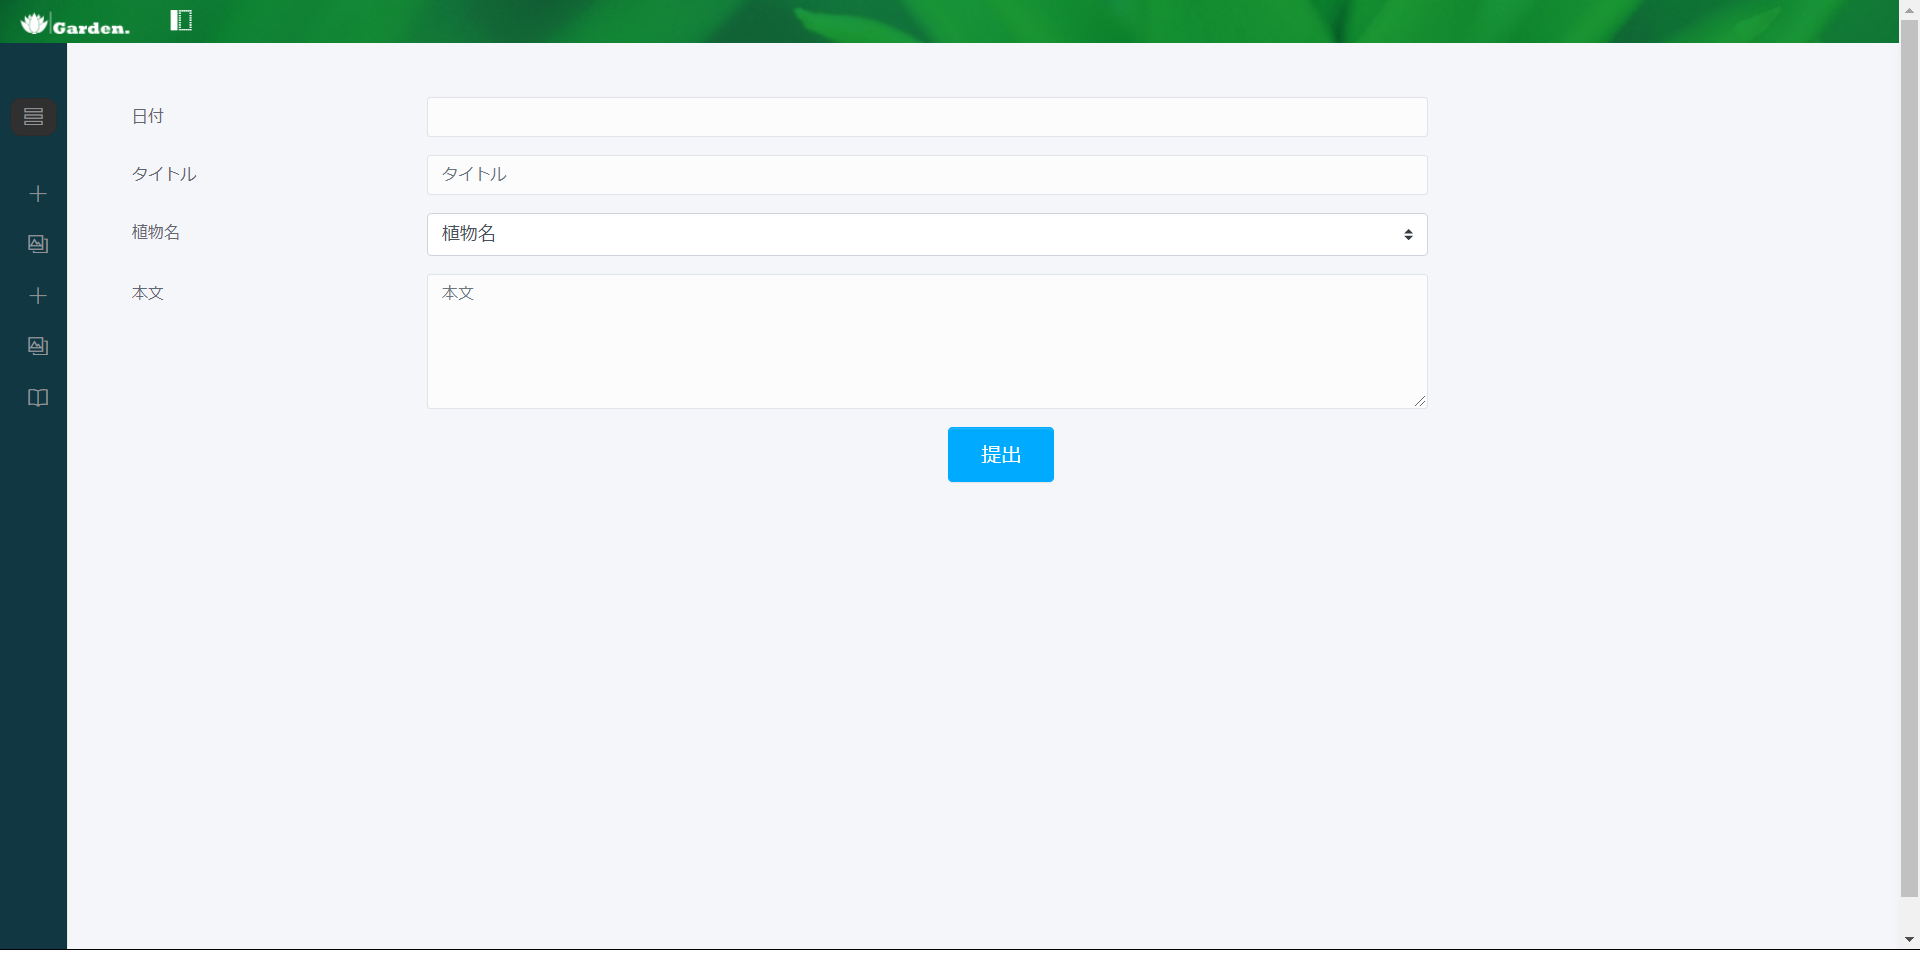 Garden.
日付
タイトル
タイトル
植物名
植物名
本文
本文
提出